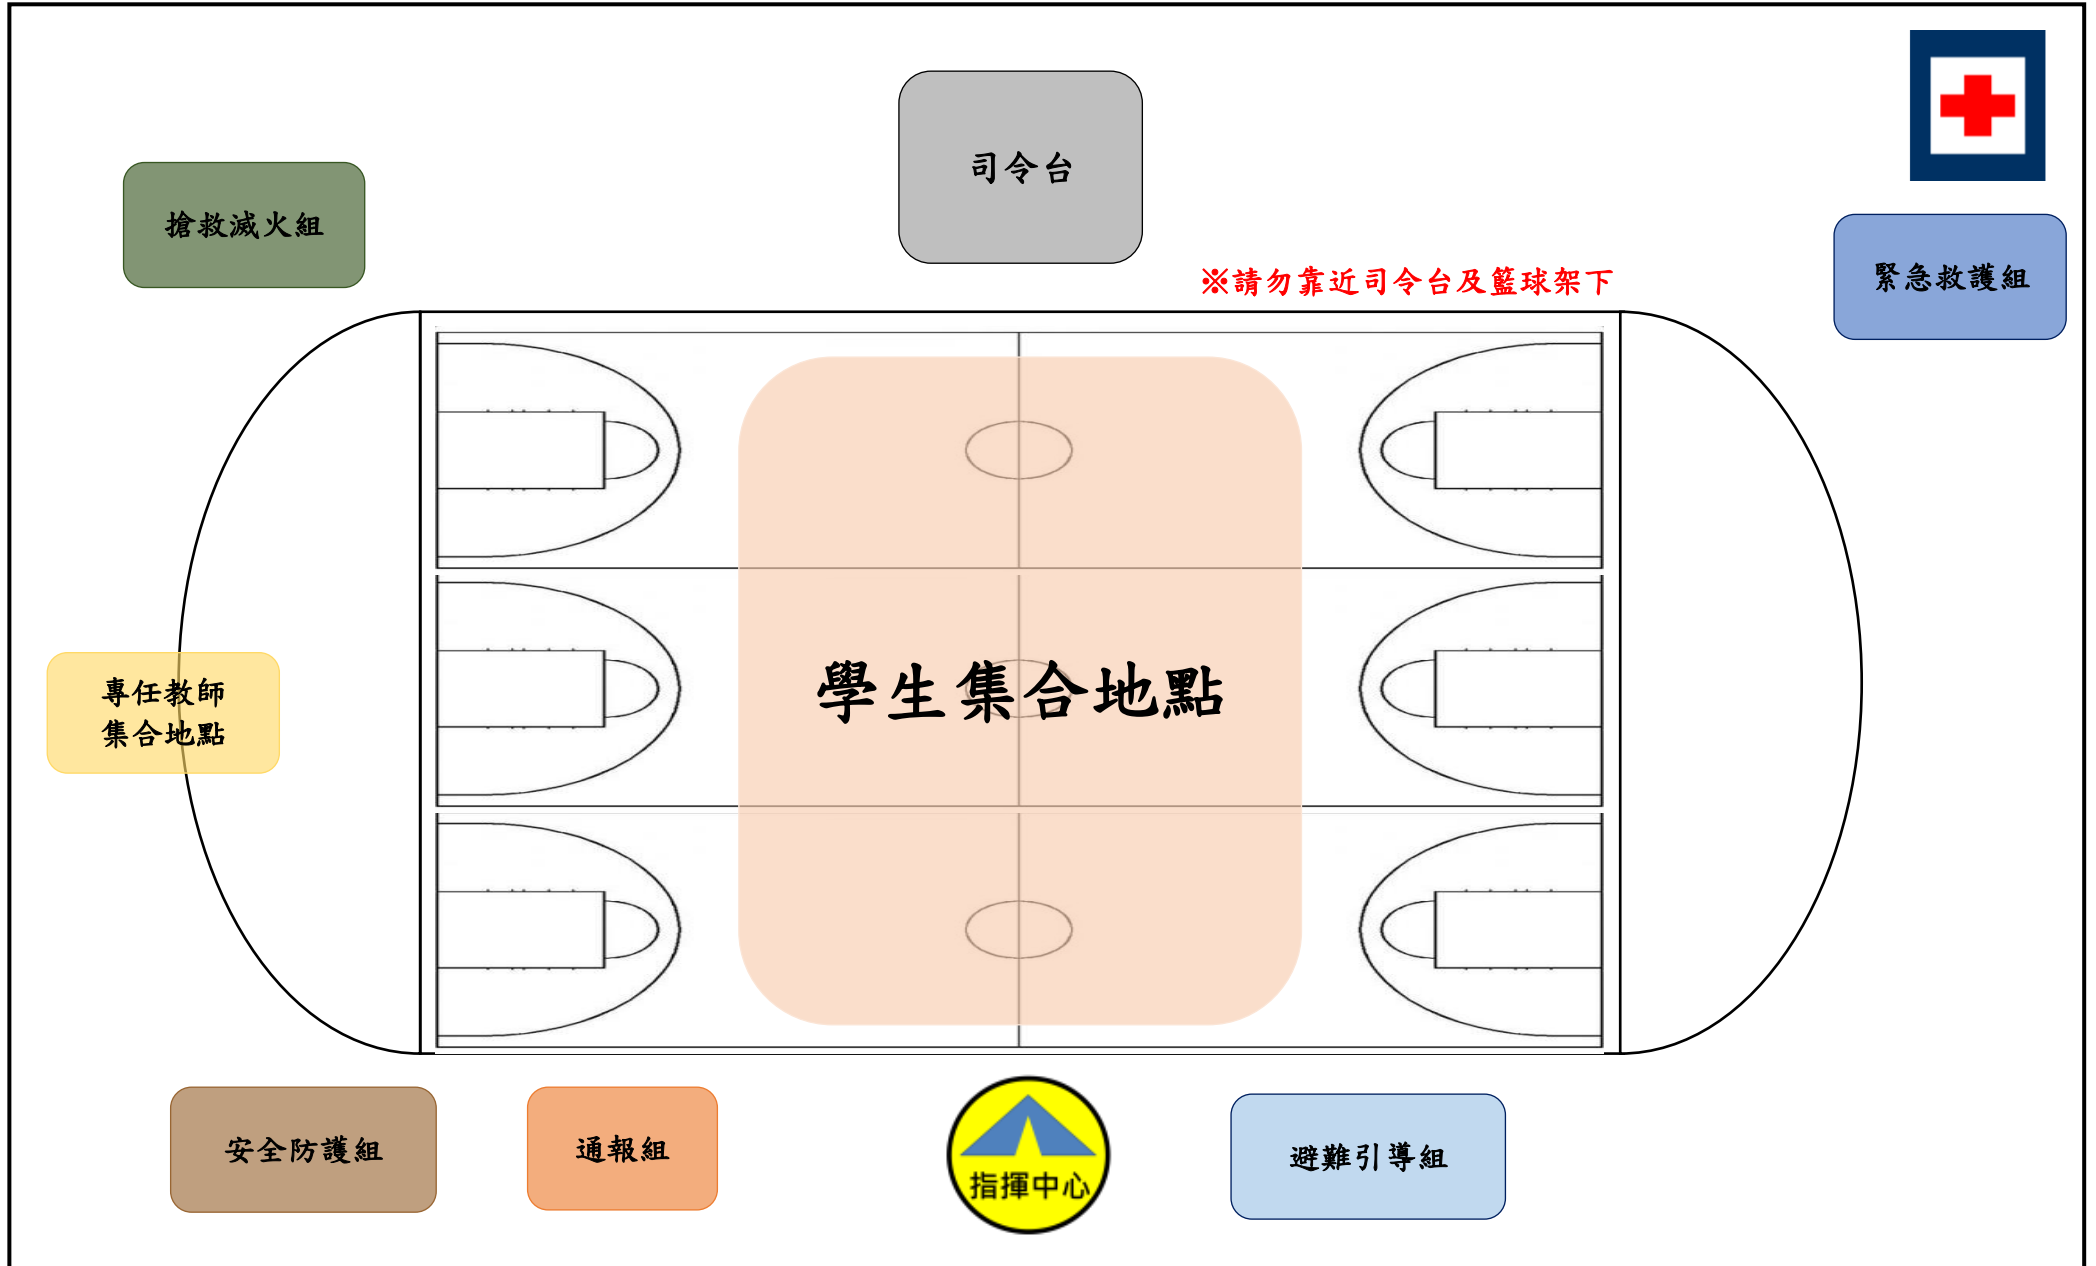 司令台
搶救滅火組
※請勿靠近司令台及籃球架下
緊急救護組
學生集合地點
專任教師
集合地點
安全防護組
通報組
指揮中心
避難引導組